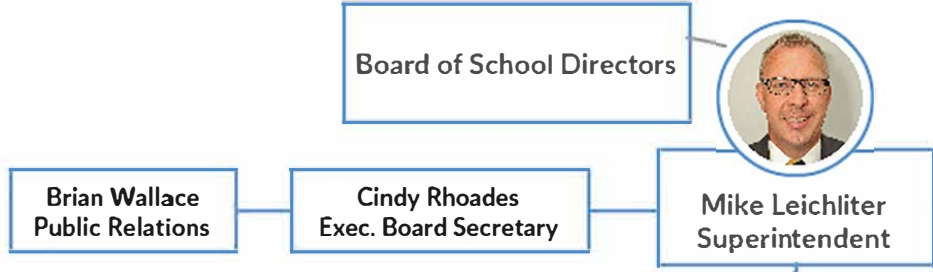 Board of School Directors
Brian Wallace
Public Relations
Cindy Rhoades
Exec. Board Secretary
Mike Leichliter
Superintendent